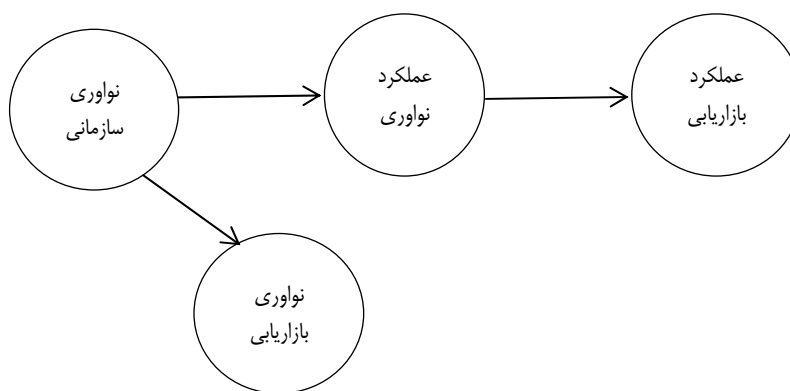 نواوری
سازمانی
عملکرد
نواوری
عملکرد
بازاریابی
نواوری
بازاریابی